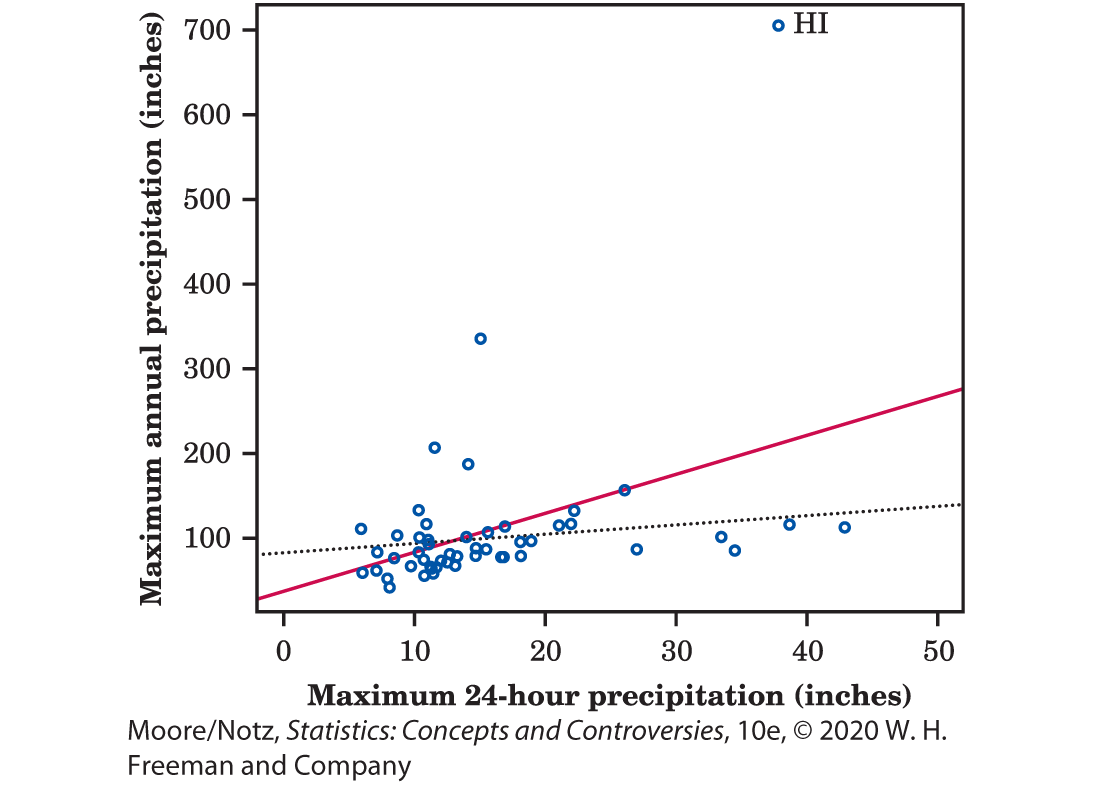 Maximum annual precipitation (inches)
700
HI
600
500
400
300
200
100
0 10 20 30 40 50
Maximum 24-hour precipitation (inches)
Moore/Notz, Statistics: Concepts and Controversies, 10e, © 2020 W. H.
Freeman and Company